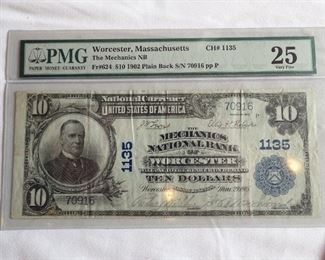 PMG
PAPER MONEY GUARANTY
Worcester, Massachusetts CH# 1135
The Mechanics NB
Fr#624 $10 1902 Plain Back S/N 70916 pp P
25
Very Fine
National Currency
UNITED STATES OF AMERICA
10
10
70916
P
THE
MECHANICS
NATIONAL BANK
OF
WORCESTER
1135
1135
TEN DOLLARS
10
70916